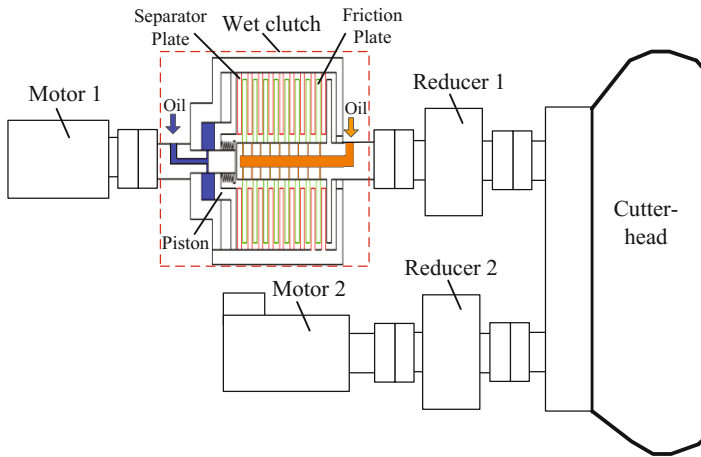 Separator
Plate
Wet clutch
Friction
Plate
Motor 1
Oil
Oil
Reducer 1
Piston
Cutter-
head
Motor 2
Reducer 2